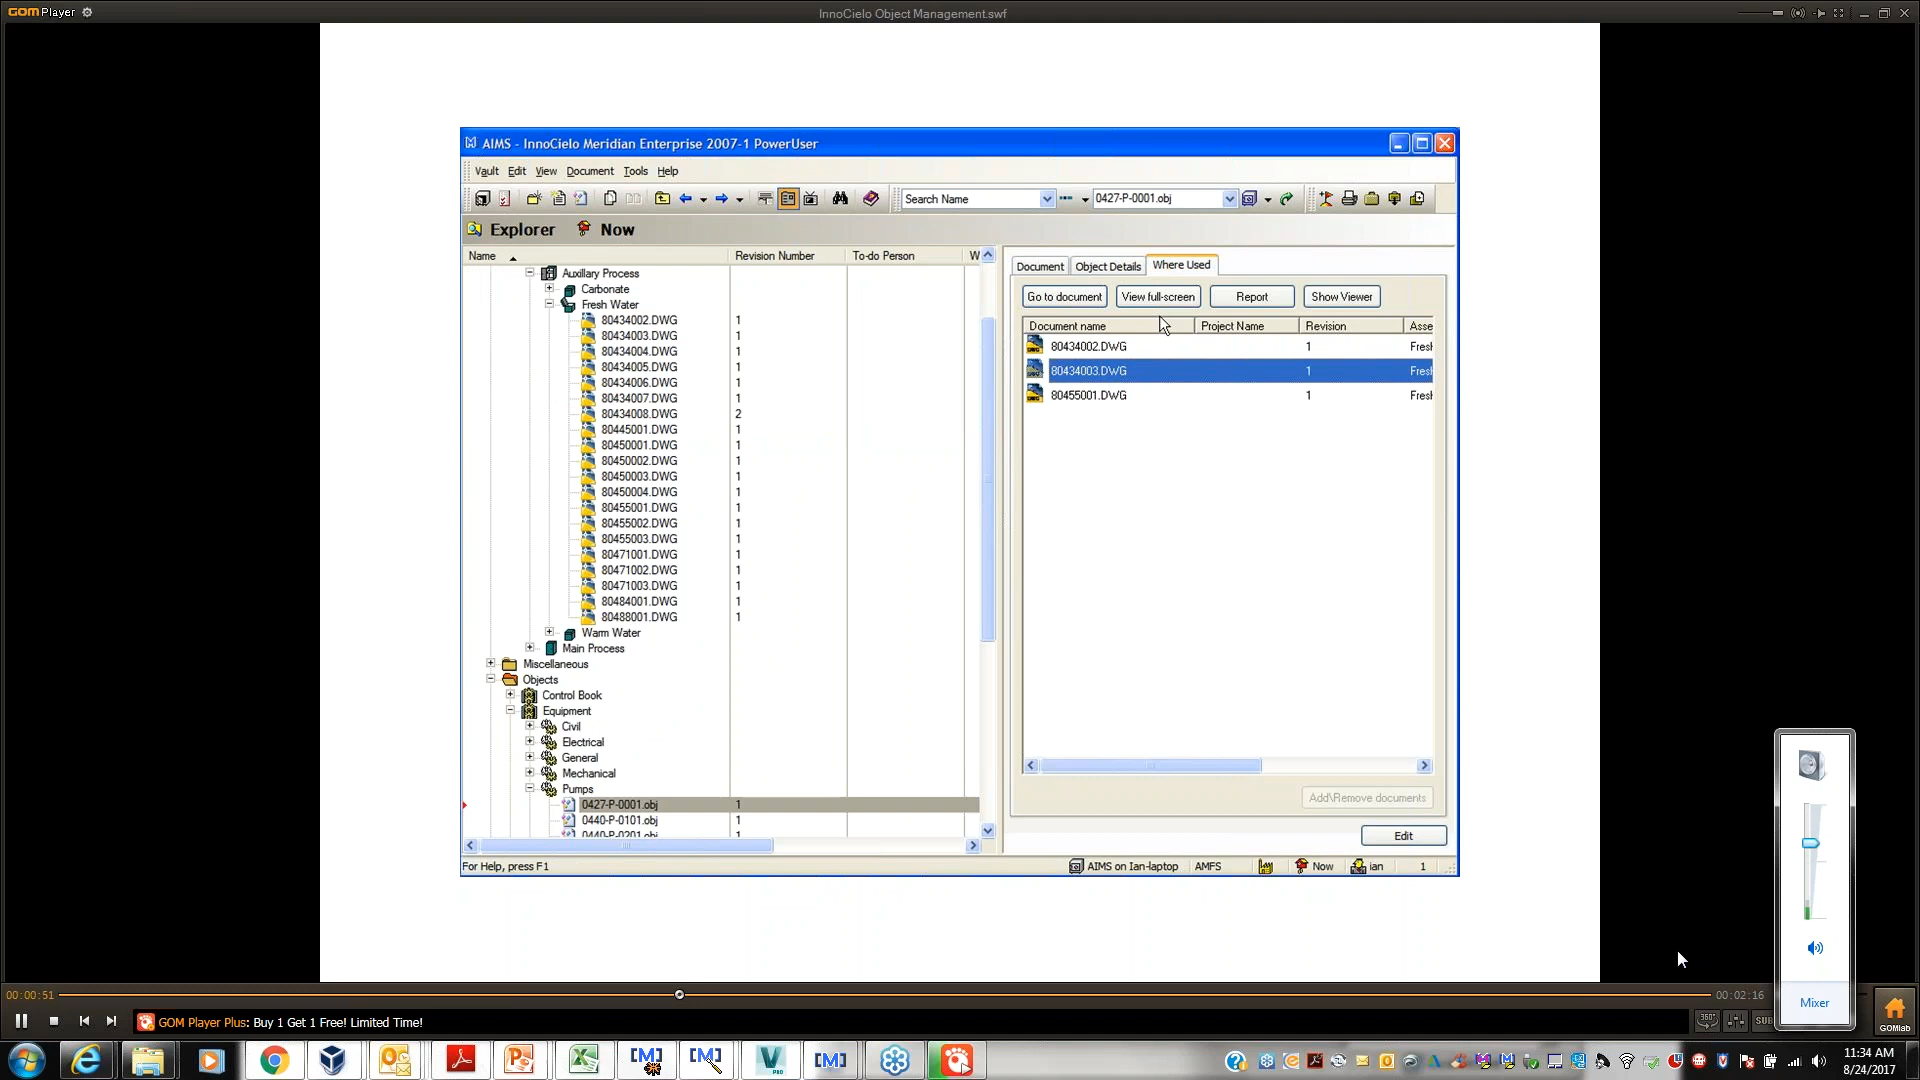 GOM Player
InnoCielo Object Management.swf
AIMS - InnoCielo Meridian Enterprise 2007-1 PowerUser
Vault Edit View Document Tools Help
Search Name
0427-P-0001.obj
Explorer Now
Name Revision Number To-do Person W
Auxillary Process
Carbonate
Fresh Water
80434002.DWG 1
80434003.DWG 1
80434004.DWG 1
80434005.DWG 1
80434006.DWG 1
80434007.DWG 1
80434008.DWG 2
80445001.DWG 1
80450001.DWG 1
80450002.DWG 1
80450003.DWG 1
80450004.DWG 1
80455001.DWG 1
80455002.DWG 1
80455003.DWG 1
80471001.DWG 1
80471002.DWG 1
80471003.DWG 1
80484001.DWG 1
80488001.DWG 1
Warm Water
Main Process
Miscellaneous
Objects
Control Book
Equipment
Civil
Electrical
General
Mechanical
Pumps
0427-P-0001.obj 1
0440-P-0101.obj 1
0440-P-0201.obj 1
Document Object Details Where Used
Go to document View full-screen Report Show Viewer
Document name Project Name Revision Asse
80434002.DWG 1 Fresh
80434003.DWG 1 Fresh
80455001.DWG 1 Fresh
Add\Remove documents
Edit
For Help, press F1
AIMS on Ian-laptop AMFS Now ian 1
Mixer
00:00:51
00:02:16
GOM Player Plus: Buy 1 Get 1 Free! Limited Time!
360°
SUB
GOMlab
11:34 AM
8/24/2017